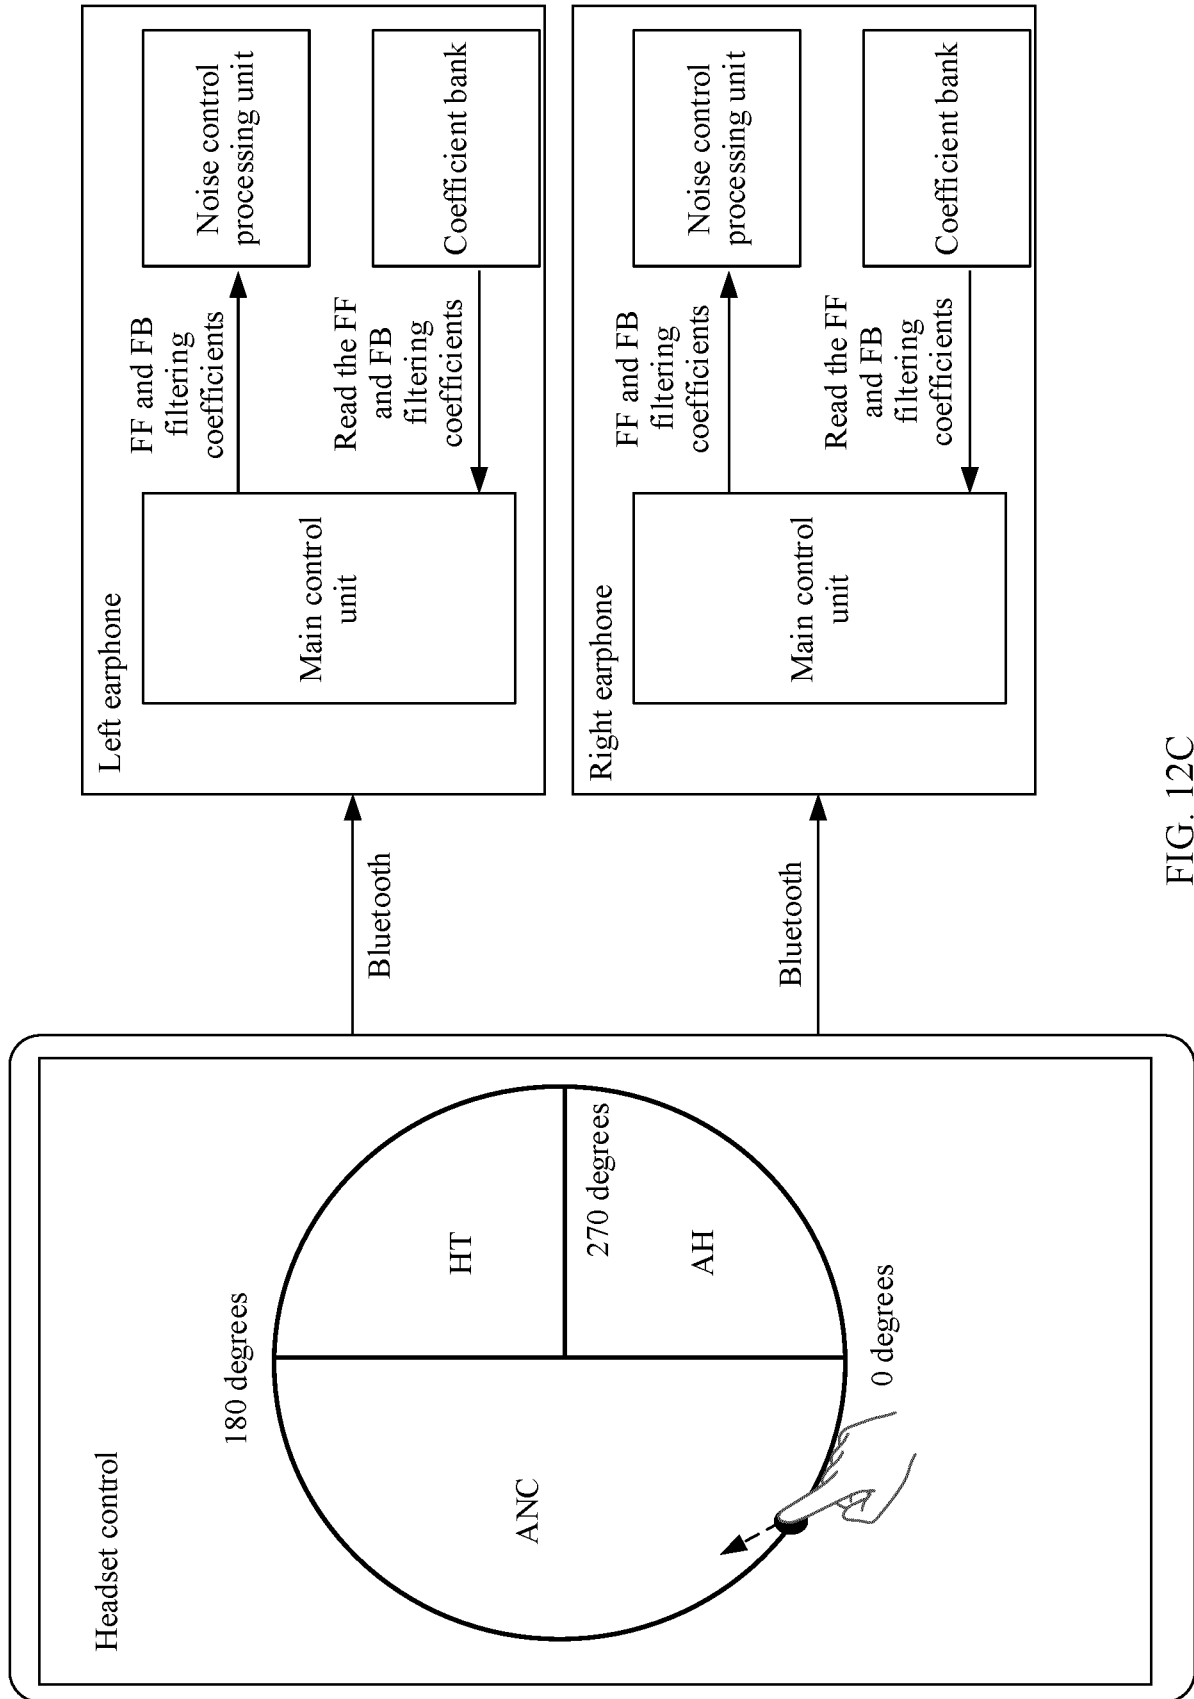 Headset control
180 degrees
ANC
HT
270 degrees
AH
0 degrees
Bluetooth
Bluetooth
Left earphone
Main control
unit
FF and FB
filtering
coefficients
Noise control
processing unit
Read the FF
and FB
filtering
coefficients
Coefficient bank
Right earphone
Main control
unit
FF and FB
filtering
coefficients
Noise control
processing unit
Read the FF
and FB
filtering
coefficients
Coefficient bank
FIG. 12C